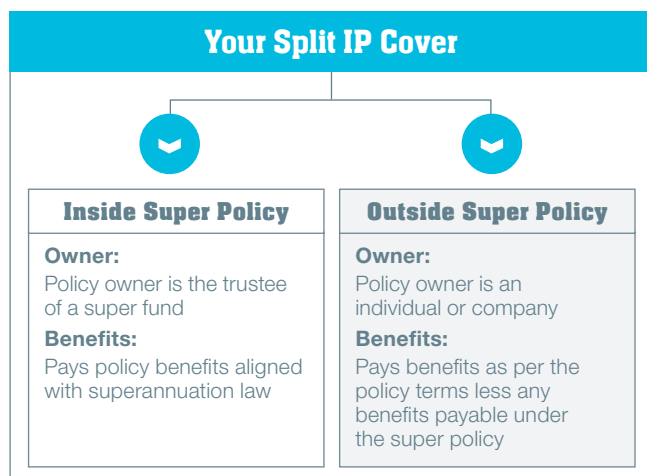 Your Split IP Cover
Inside Super Policy
Owner:
Policy owner is the trustee
of a super fund
Benefits:
Pays policy benefits aligned
with superannuation law
Outside Super Policy
Owner:
Policy owner is an
individual or company
Benefits:
Pays benefits as per the
policy terms less any
benefits payable under
the super policy